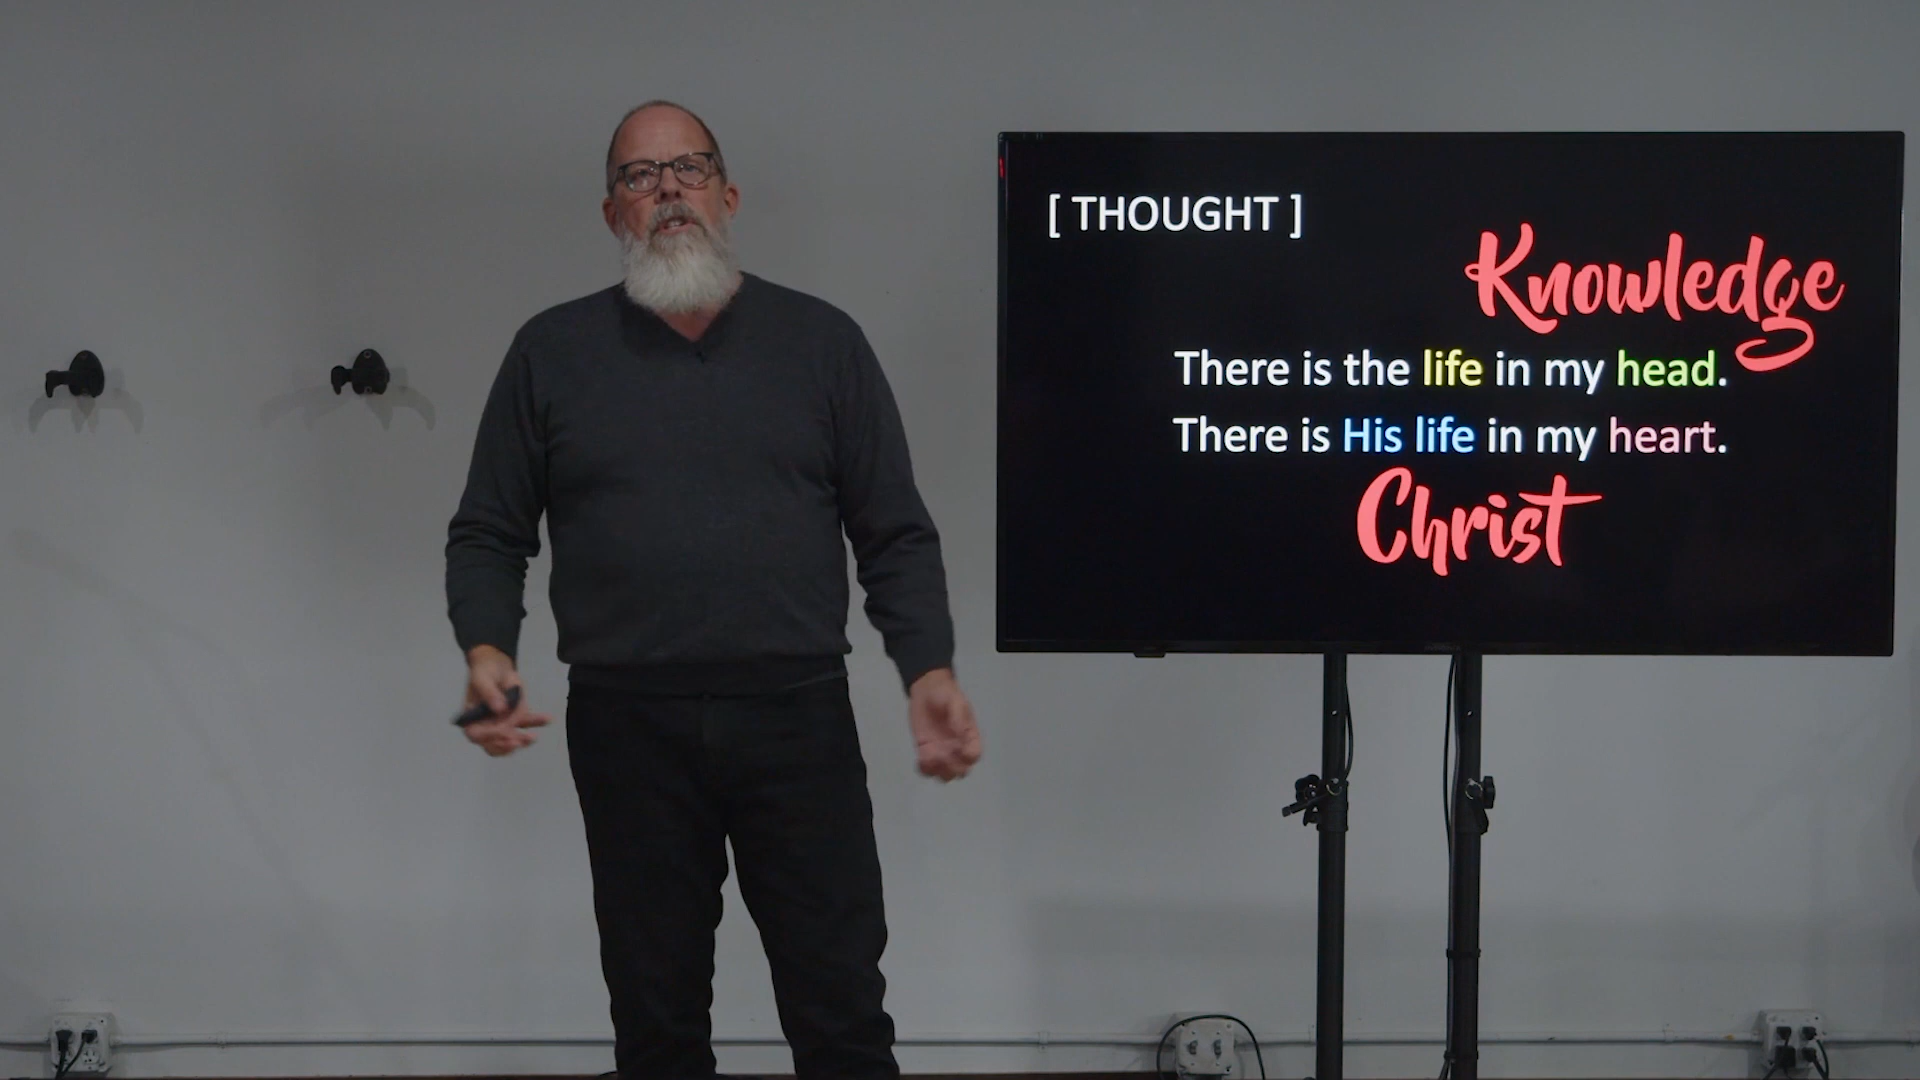 [ THOUGHT ]
Knowledge
There is the life in my head.
There is His life in my heart.
Christ